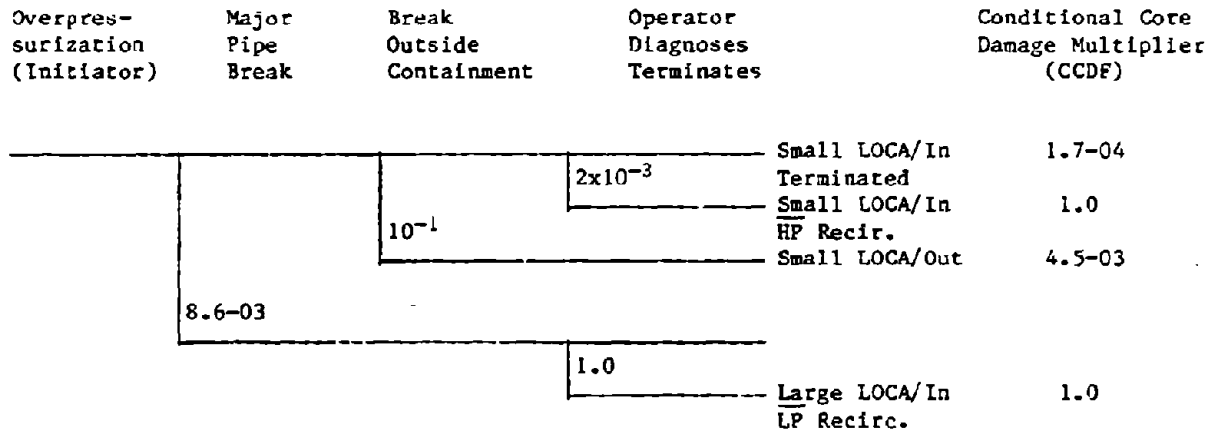 Overpres- Major Break Operator Conditional Core
surization Pipe Outside Diagnoses Damage Multiplier
(Initiator) Break Containment Terminates (CCDF)
Small LOCA/In 1.7-04
2x10⁻³ Terminated
Small LOCA/In 1.0
10⁻¹ HP Recir.
Small LOCA/Out 4.5-03
8.6-03
1.0
Large LOCA/In 1.0
LP Recirc.